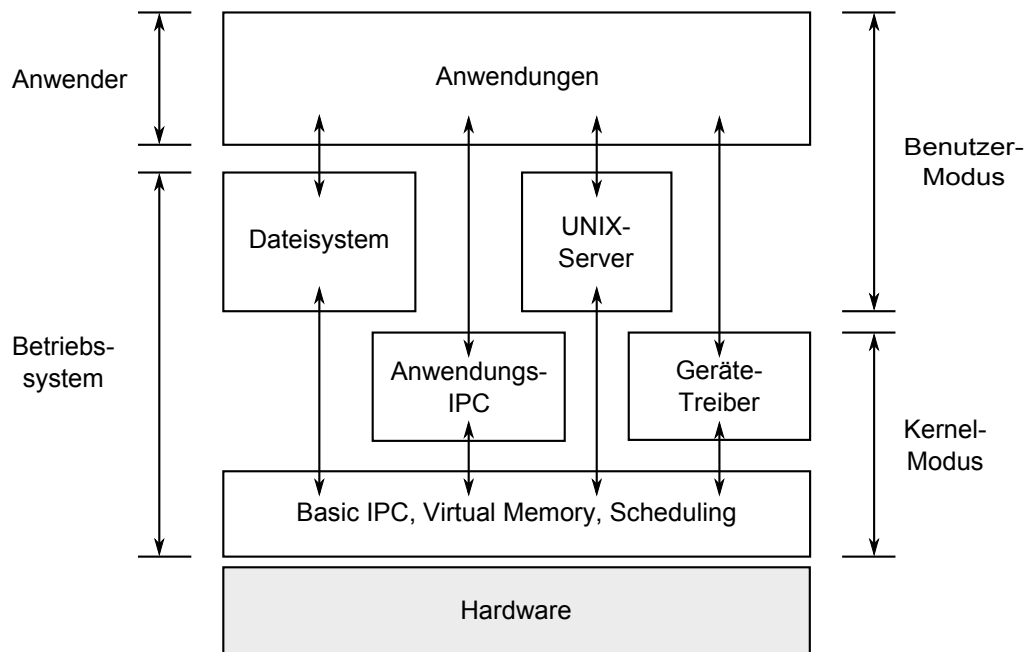 Anwender
Anwendungen
Benutzer-
Modus
Dateisystem
UNIX-
Server
Betriebs-
system
Anwendungs-
IPC
Geräte-
Treiber
Kernel-
Modus
Basic IPC, Virtual Memory, Scheduling
Hardware